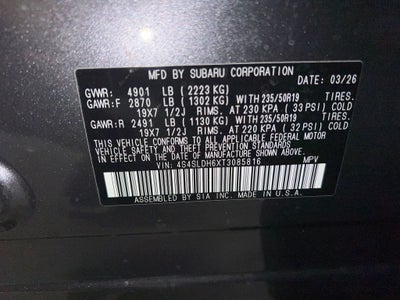 MFD BY SUBARU CORPORATION 03/26
GVWR: 4901 LB (2223 KG)
GAWR:F 2870 LB (1302 KG) WITH 235/50R19 TIRES.
19X7 1/2J RIMS.AT 230 KPA (33 PSI) COLD
GAWR:R 2491 LB (1130 KG) WITH 235/50R19 TIRES.
19X7 1/2J RIMS.AT 220 KPA (32 PSI) COLD
THIS VEHICLE CONFORMS TO ALL APPLICABLE FEDERAL MOTOR
VEHICLE SAFETY AND THEFT PREVENTION STANDARDS
IN EFFECT ON THE DATE OF MANUFACTURE SHOWN ABOVE.
VIN: 4S4SLDH6XT3085816 MPV
ASSEMBLED BY SIA INC. MADE IN U.S.A.